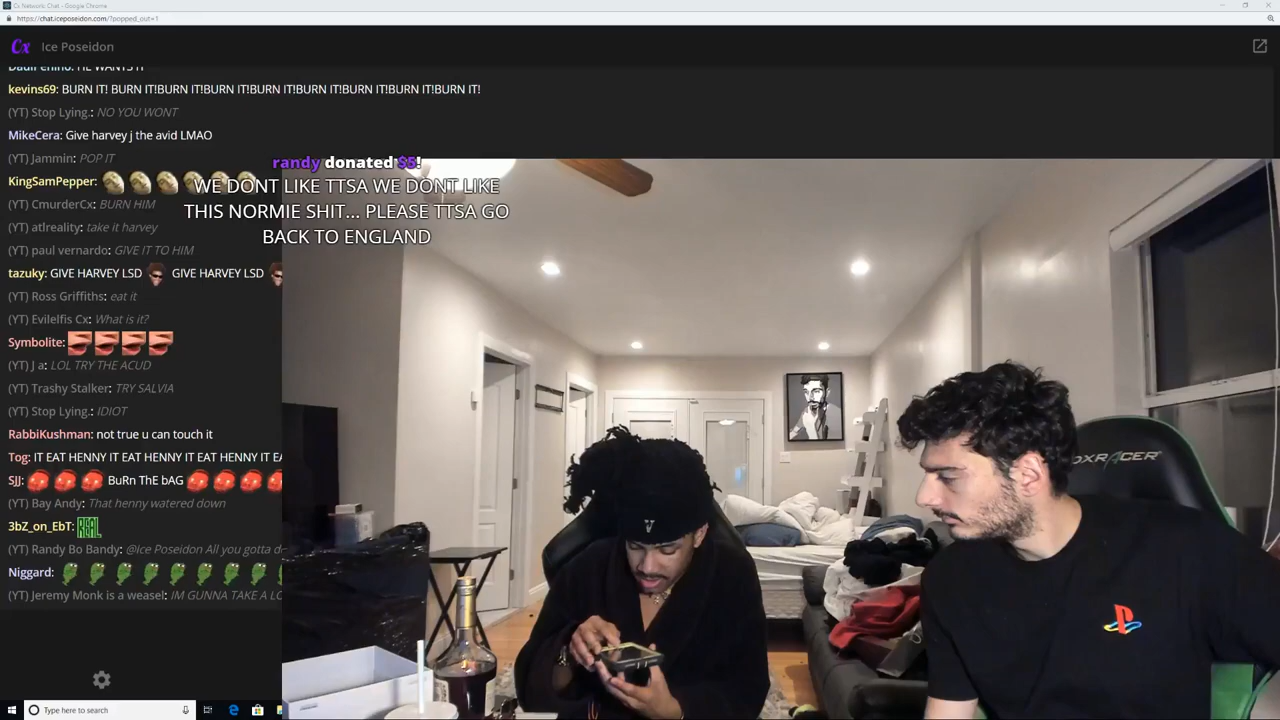 Cx Network: Chat - Google Chrome
https://chat.iceposeidon.com/?popped_out=1
Cx Ice Poseidon
kevins69: BURN IT! BURN IT!BURN IT!BURN IT!BURN IT!BURN IT!BURN IT!BURN IT!BURN IT!
(YT) Stop Lying.: NO YOU WONT
MikeCera: Give harvey j the avid LMAO
(YT) Jammin: POP IT
KingSamPepper:
(YT) CmurderCx: BURN HIM
(YT) atlreality: take it harvey
(YT) paul vernardo: GIVE IT TO HIM
tazuky: GIVE HARVEY LSD GIVE HARVEY LSD
(YT) Ross Griffiths: eat it
(YT) Evilelfis Cx: What is it?
Symbolite:
(YT) J a: LOL TRY THE ACUD
(YT) Trashy Stalker: TRY SALVIA
(YT) Stop Lying.: IDIOT
RabbiKushman: not true u can touch it
Tog: IT EAT HENNY IT EAT HENNY IT EAT HENNY IT EA
SJJ: BuRn ThE bAG
(YT) Bay Andy: That henny watered down
3bZ_on_EbT: REAL
(YT) Randy Bo Bandy: @Ice Poseidon All you gotta d
Niggard:
(YT) Jeremy Monk is a weasel: IM GUNNA TAKE A LO
randy donated $5!
WE DONT LIKE TTSA WE DONT LIKE
THIS NORMIE SHIT... PLEASE TTSA GO
BACK TO ENGLAND
DXRACER
Type here to search